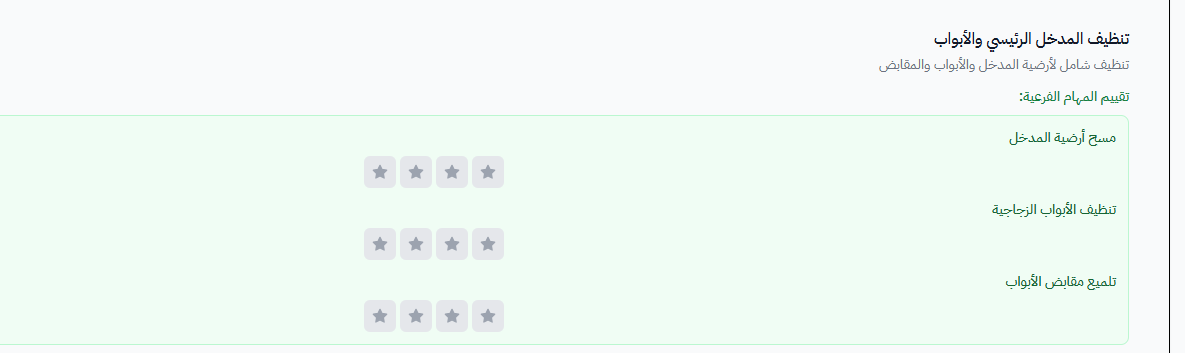 تنظيف المدخل الرئيسي والأبواب
تنظيف شامل لأرضية المدخل والأبواب والمقابض
تقييم المهام الفرعية:
مسح أرضية المدخل
تنظيف الأبواب الزجاجية
تلميع مقابض الأبواب